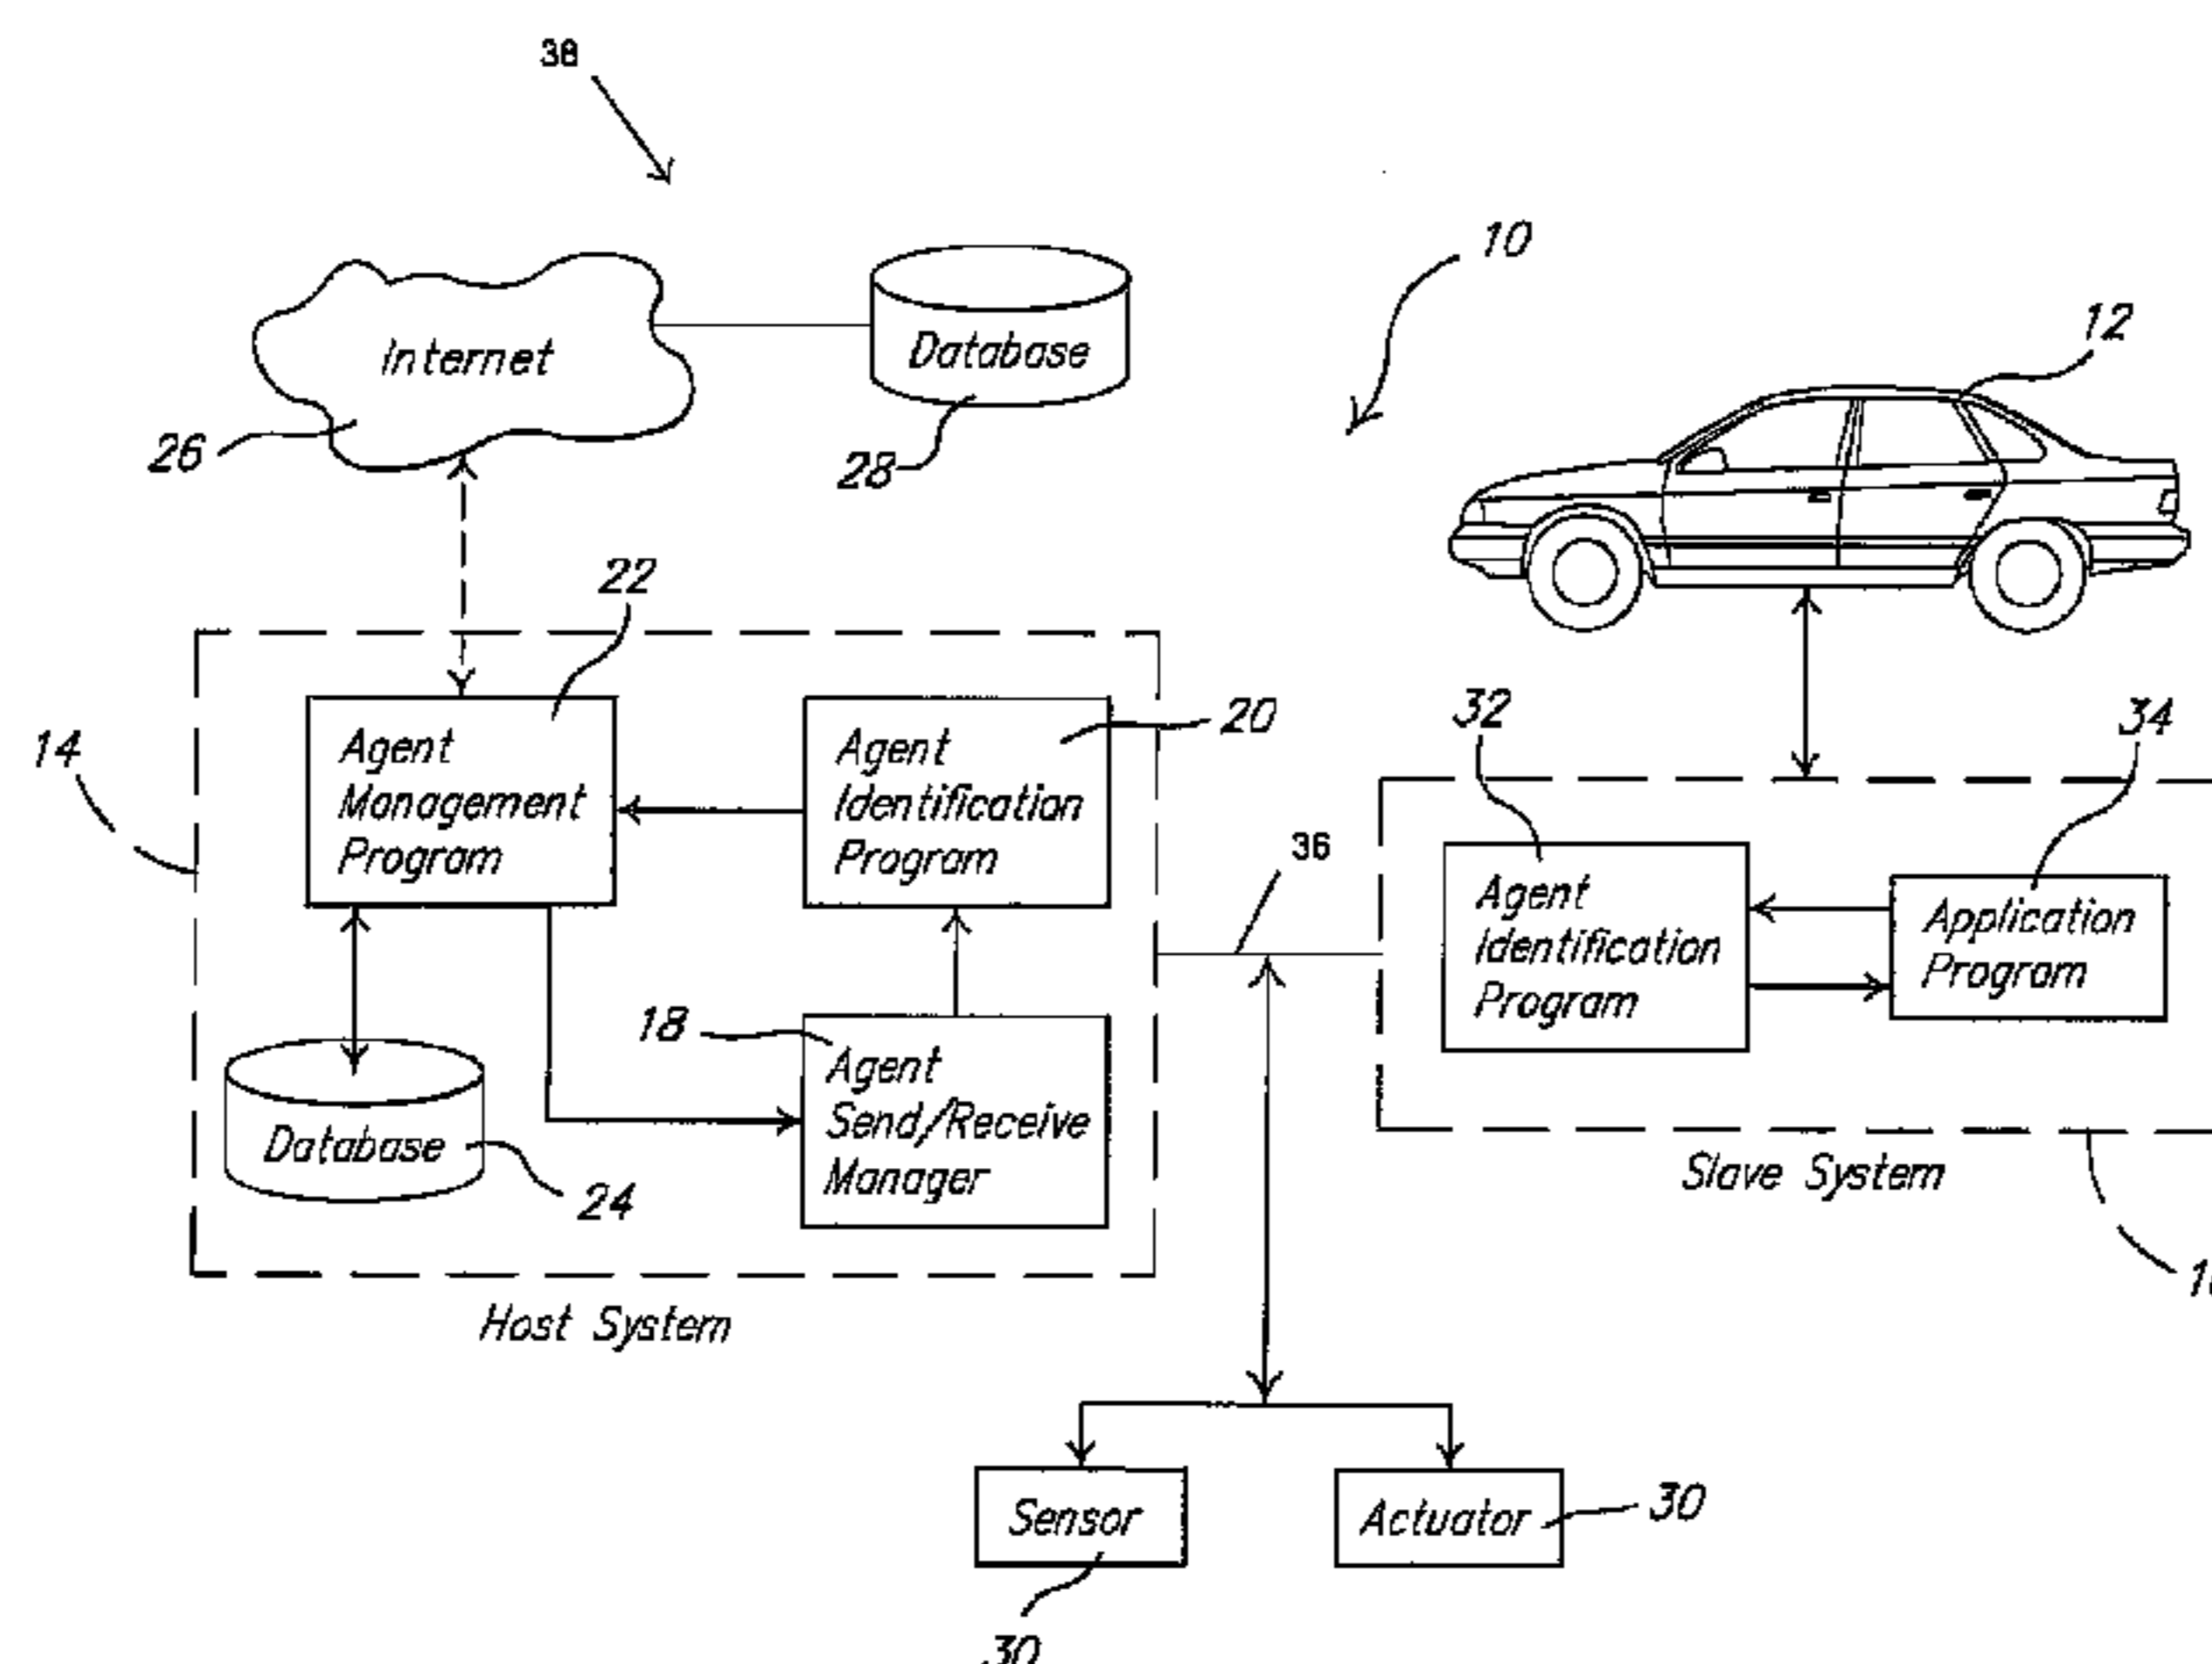 38
10
12
Internet
Database
26
28
22
14
Agent
Management
Program
Agent
Identification
Program
20
32
34
36
Agent
Identification
Program
Application
Program
18
Agent
Send/Receive
Manager
Database
24
Slave System
Host System
Sensor
Actuator
30
30